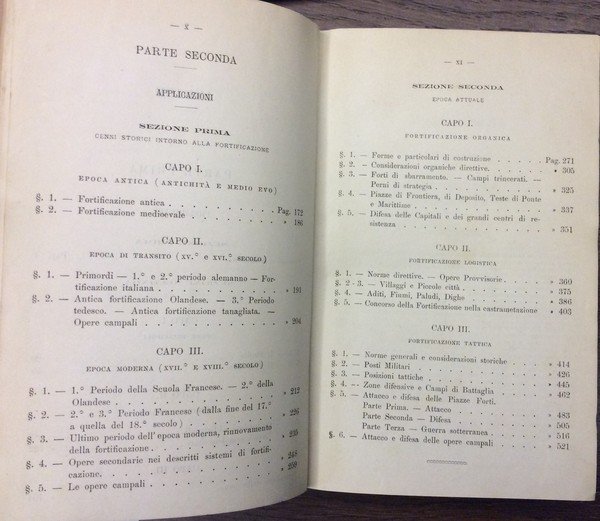 — X —
PARTE SECONDA
APPLICAZIONI
SEZIONE PRIMA
CENNI STORICI INTORNO ALLA FORTIFICAZIONE
CAPO I.
EPOCA ANTICA (ANTICHITÀ E MEDIO EVO)
§. 1. — Fortificazione antica . . . . . . . Pag. 172
§. 2. — Fortificazione medioevale . . . . . . » 186
CAPO II.
EPOCA DI TRANSITO (XV.° e XVI.° SECOLO)
§. 1. — Primordi — 1.° e 2.° periodo alemanno — For-
tificazione italiana . . . . . . . » 191
§. 2. — Antica fortificazione Olandese. — 3.° Periodo
tedesco. — Antica fortificazione tanagliata. —
Opere campali . . . . . . . » 204
CAPO III.
EPOCA MODERNA (XVII.° E XVIII.° SECOLO)
§. 1. — 1.° Periodo della Scuola Francese. — 2.° della
Olandese . . . . . . . » 212
§. 2. — 2.° e 3.° Periodo Francese (dalla fine del 17.°
a quella del 18.° secolo) . . . . . » 226
§. 3. — Ultimo periodo dell'epoca moderna, rinnovamento
della fortificazione . . . . . . » 235
§. 4. — Opere secondarie nei descritti sistemi di fortifi-
cazione . . . . . . . » 248
§. 5. — Le opere campali . . . . . . » 259
— XI —
SEZIONE SECONDA
EPOCA ATTUALE
CAPO I.
FORTIFICAZIONE ORGANICA
§. 1. — Forme e particolari di costruzione . . Pag. 271
§. 2. — Considerazioni organiche direttive. . . » 305
§. 3. — Forti di sbarramento. — Campi trincerati. —
Perni di strategia . . . . . . » 325
§. 4. — Piazze di Frontiera, di Deposito, Teste di Ponte
e Marittime . . . . . . . » 337
§. 5. — Difesa delle Capitali e dei grandi centri di re-
sistenza . . . . . . . » 351
CAPO II.
FORTIFICAZIONE LOGISTICA
§. 1. — Norme direttive. — Opere Provvisorie . . » 360
§. 2 - 3. — Villaggi e Piccole città . . . . » 375
§. 4. — Aditi, Fiumi, Paludi, Dighe . . . . » 386
§. 5. — Concorso della Fortificazione nella castrametazione » 403
CAPO III.
FORTIFICAZIONE TATTICA
§. 1. — Norme generali e considerazioni storiche . . » 414
§. 2. — Posti Militari . . . . . . » 426
§. 3. — Posizioni tattiche . . . . . . » 445
§. 4. — Zone difensive e Campi di Battaglia . . » 462
§. 5. — Attacco e difesa delle Piazze Forti.
Parte Prima. — Attacco . . . . » 483
Parte Seconda — Difesa . . . . » 505
Parte Terza — Guerra sotterranea . . » 516
§. 6. — Attacco e difesa delle opere campali . . » 521